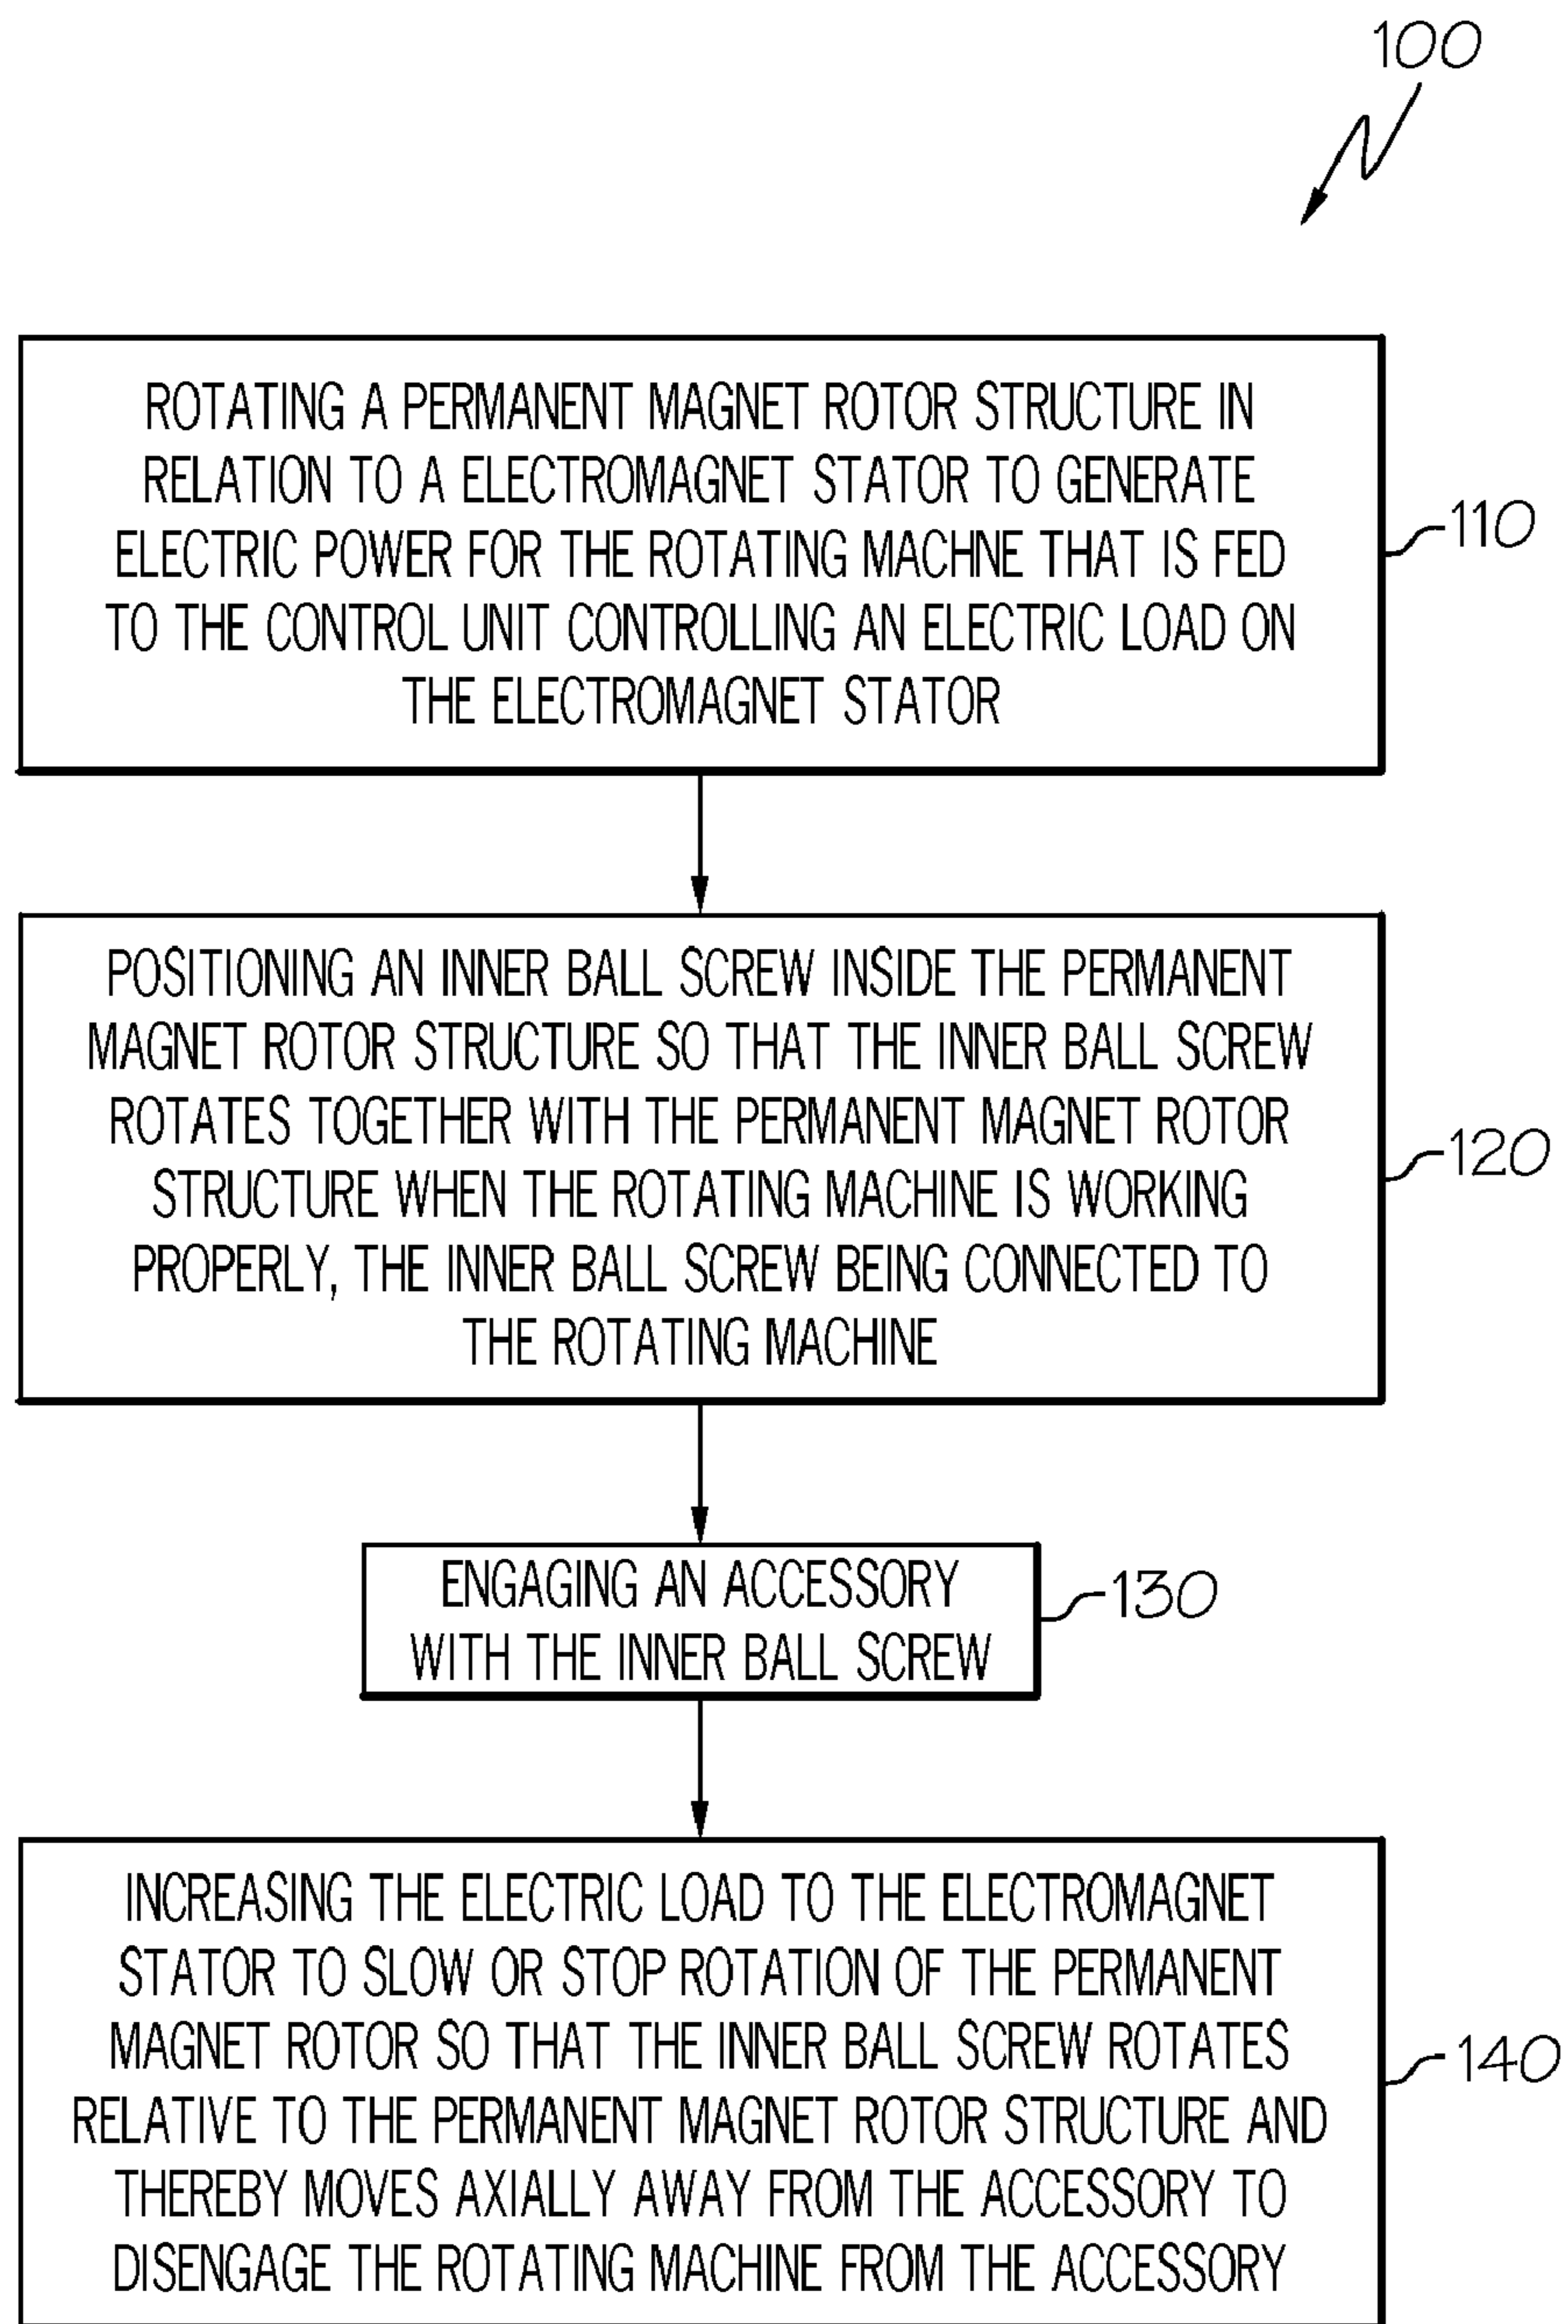 100
ROTATING A PERMANENT MAGNET ROTOR STRUCTURE IN
RELATION TO A ELECTROMAGNET STATOR TO GENERATE
ELECTRIC POWER FOR THE ROTATING MACHINE THAT IS FED
TO THE CONTROL UNIT CONTROLLING AN ELECTRIC LOAD ON
THE ELECTROMAGNET STATOR
110
POSITIONING AN INNER BALL SCREW INSIDE THE PERMANENT
MAGNET ROTOR STRUCTURE SO THAT THE INNER BALL SCREW
ROTATES TOGETHER WITH THE PERMANENT MAGNET ROTOR
STRUCTURE WHEN THE ROTATING MACHINE IS WORKING
PROPERLY, THE INNER BALL SCREW BEING CONNECTED TO
THE ROTATING MACHINE
120
ENGAGING AN ACCESSORY
WITH THE INNER BALL SCREW
130
INCREASING THE ELECTRIC LOAD TO THE ELECTROMAGNET
STATOR TO SLOW OR STOP ROTATION OF THE PERMANENT
MAGNET ROTOR SO THAT THE INNER BALL SCREW ROTATES
RELATIVE TO THE PERMANENT MAGNET ROTOR STRUCTURE AND
THEREBY MOVES AXIALLY AWAY FROM THE ACCESSORY TO
DISENGAGE THE ROTATING MACHINE FROM THE ACCESSORY
140